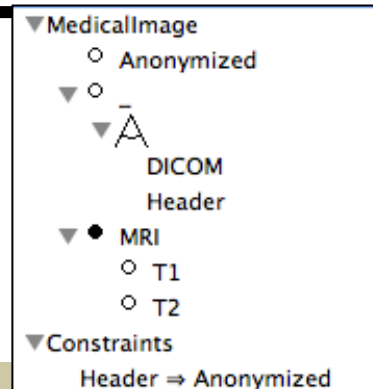 MedicalImage
Anonymized
_
DICOM
Header
MRI
T1
T2
Constraints
Header ⇒ Anonymized